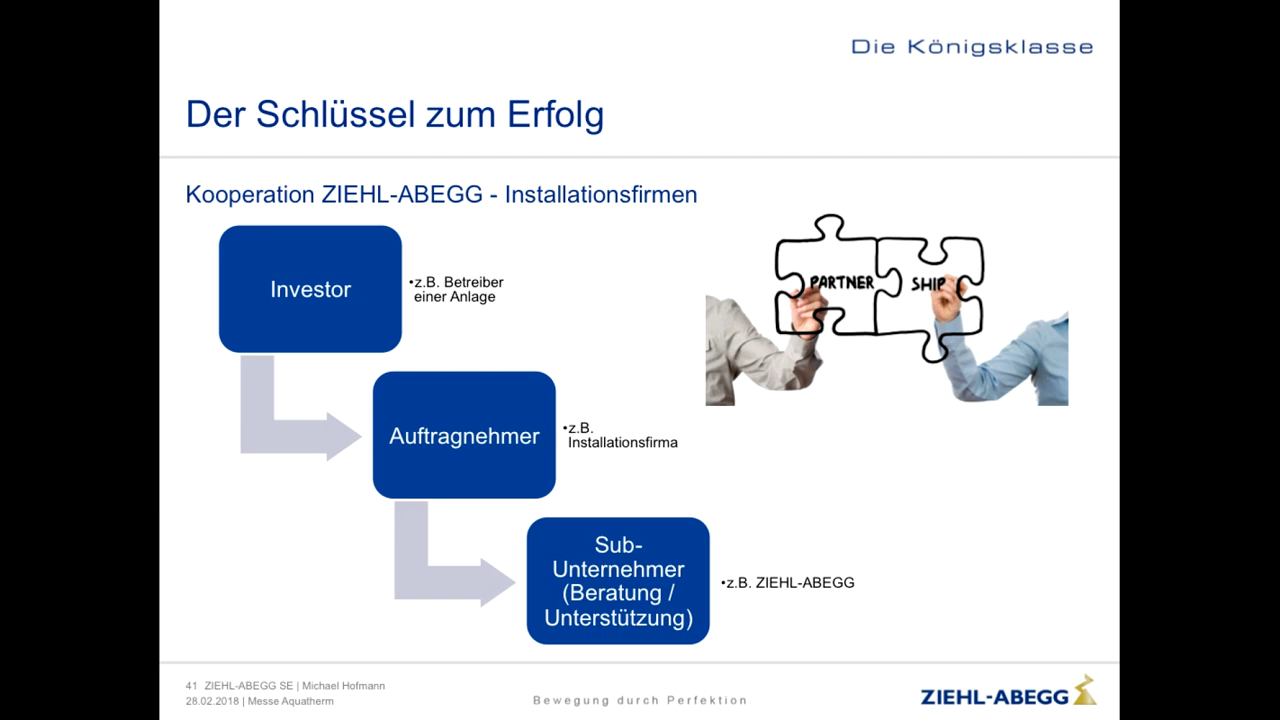 Die Königsklasse
Der Schlüssel zum Erfolg
Kooperation ZIEHL-ABEGG - Installationsfirmen
Investor
•z.B. Betreiber
einer Anlage
PARTNER SHIP
Auftragnehmer
•z.B.
Installationsfirma
Sub-
Unternehmer
(Beratung /
Unterstützung)
•z.B. ZIEHL-ABEGG
41 ZIEHL-ABEGG SE | Michael Hofmann
28.02.2018 | Messe Aquatherm
Bewegung durch Perfektion
ZIEHL-ABEGG